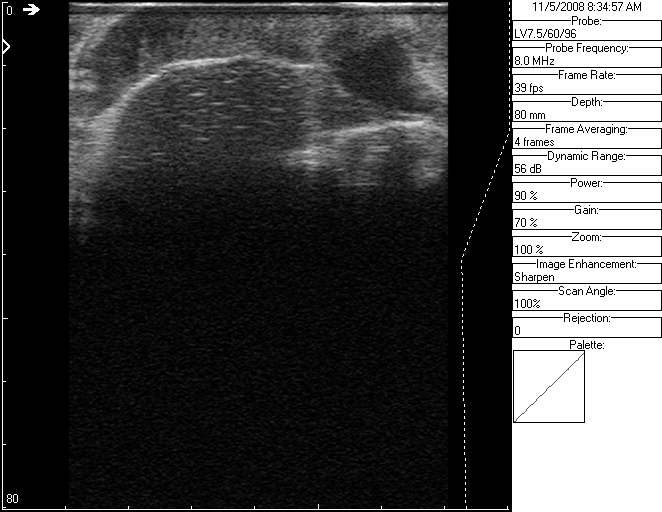 0
11/5/2008 8:34:57 AM
Probe:
LV7.5/60/96
Probe Frequency:
8.0 MHz
Frame Rate:
39 fps
Depth:
80 mm
Frame Averaging:
4 frames
Dynamic Range:
56 dB
Power:
90 %
Gain:
70 %
Zoom:
100 %
Image Enhancement:
Sharpen
Scan Angle:
100%
Rejection:
0
Palette:
80